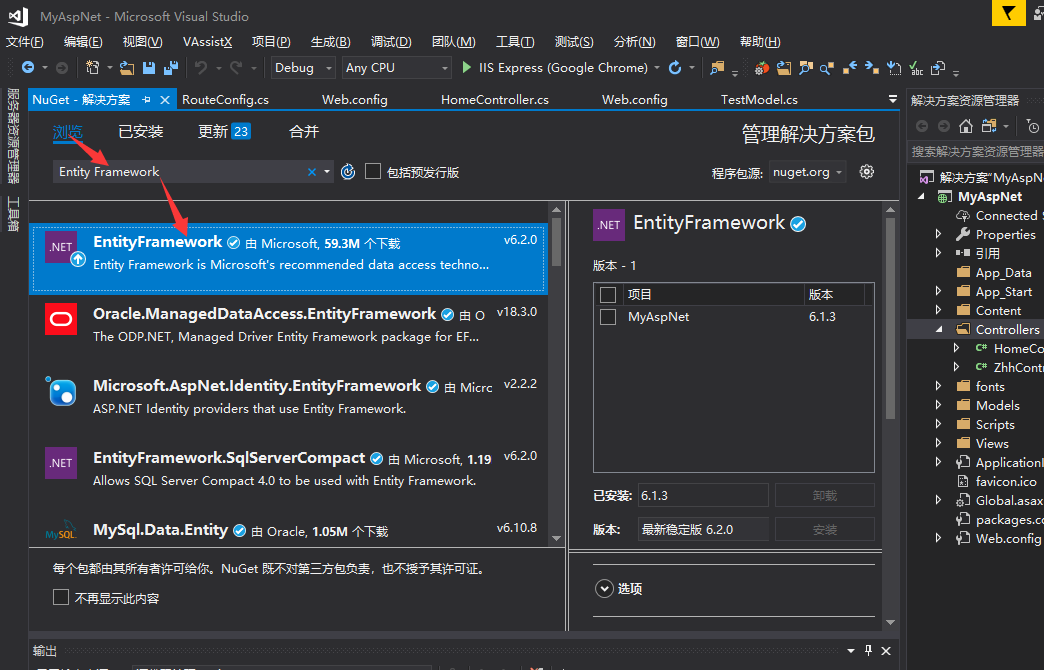 MyAspNet - Microsoft Visual Studio
文件(F) 编辑(E) 视图(V) VAssistX 项目(P) 生成(B) 调试(D) 团队(M) 工具(T) 测试(S) 分析(N) 窗口(W) 帮助(H)
Debug Any CPU IIS Express (Google Chrome)
服务器资源管理器
工具箱
NuGet - 解决方案 RouteConfig.cs Web.config HomeController.cs Web.config TestModel.cs
浏览 已安装 更新 23 合并 管理解决方案包
Entity Framework 包括预发行版 程序包源: nuget.org
.NET EntityFramework 由 Microsoft, 59.3M 个下载 v6.2.0
Entity Framework is Microsoft's recommended data access techno...
Oracle.ManagedDataAccess.EntityFramework 由 O v18.3.0
The ODP.NET, Managed Driver Entity Framework package for EF...
Microsoft.AspNet.Identity.EntityFramework 由 Micrc v2.2.2
ASP.NET Identity providers that use Entity Framework.
.NET EntityFramework.SqlServerCompact 由 Microsoft, 1.19 v6.2.0
Allows SQL Server Compact 4.0 to be used with Entity Framework.
MySQL MySql.Data.Entity 由 Oracle, 1.05M 个下载 v6.10.8
每个包都由其所有者许可给你。NuGet 既不对第三方包负责，也不授予其许可证。
不再显示此内容
.NET EntityFramework
版本 - 1
项目 版本
MyAspNet 6.1.3
已安装: 6.1.3 卸载
版本: 最新稳定版 6.2.0 安装
选项
解决方案资源管理器
搜索解决方案资源管理器
解决方案"MyAspN
MyAspNet
Connected S
Properties
引用
App_Data
App_Start
Content
Controllers
C# HomeCo
C# ZhhContr
fonts
Models
Scripts
Views
ApplicationI
favicon.ico
Global.asax
packages.co
Web.config
输出